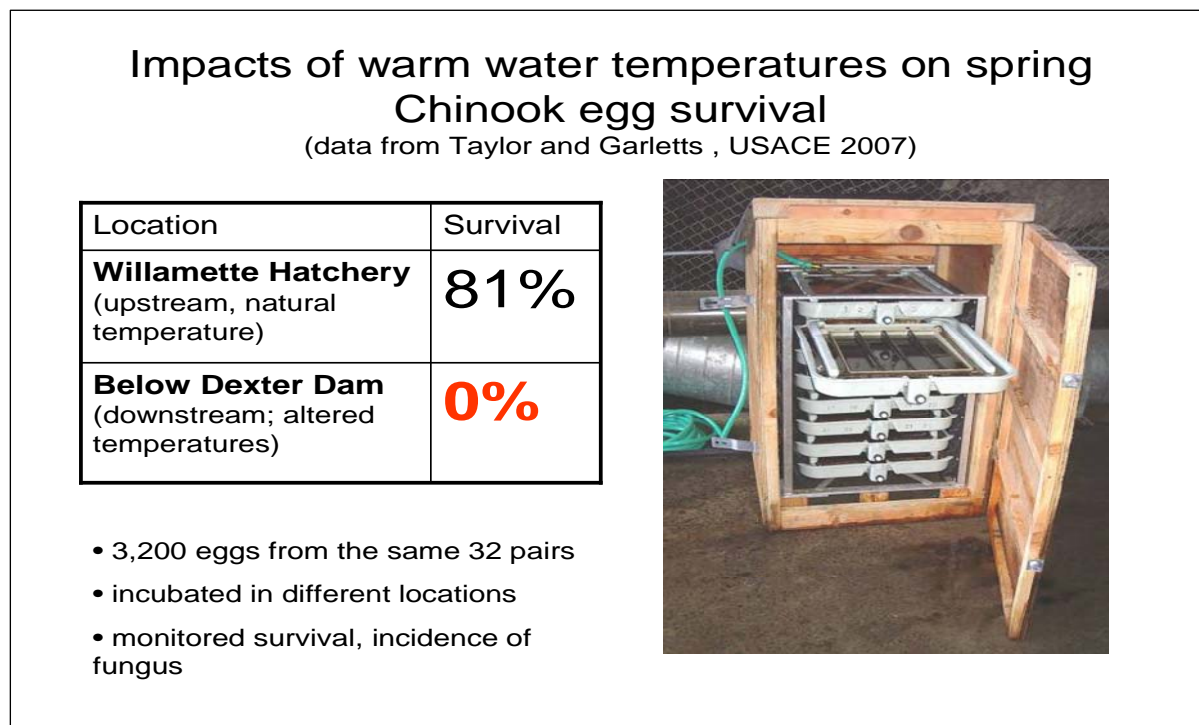 Impacts of warm water temperatures on spring
Chinook egg survival
(data from Taylor and Garletts , USACE 2007)
Location Survival
Willamette Hatchery
(upstream, natural
temperature)
81%
Below Dexter Dam
(downstream; altered
temperatures)
0%
• 3,200 eggs from the same 32 pairs
• incubated in different locations
• monitored survival, incidence of
fungus